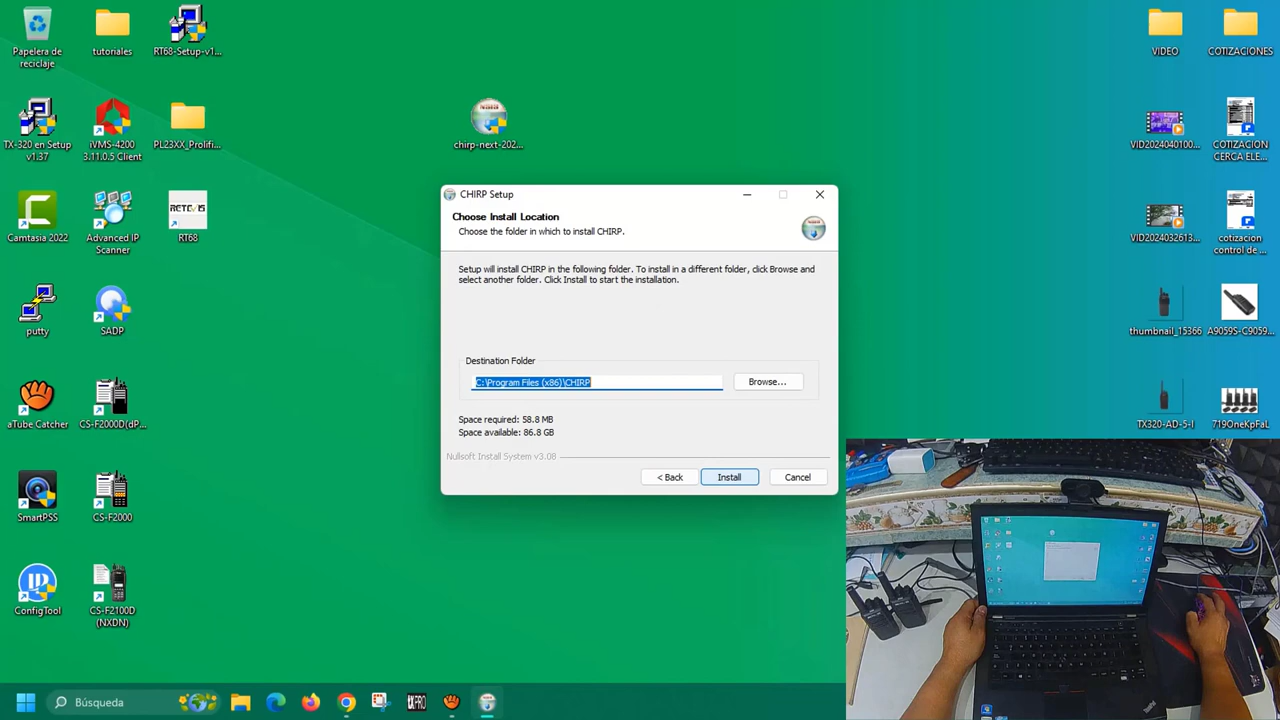 Papelera de
reciclaje
tutoriales
RT68-Setup-v1...
VIDEO
COTIZACIONES
TX-320 en Setup
v1.37
iVMS-4200
3.11.0.5 Client
PL23XX_Prolifi...
chirp-next-202...
VID2024040100...
COTIZACION
CERCA ELE...
Camtasia 2022
Advanced IP
Scanner
RETEVIS
RT68
VID2024032613...
cotizacion
control de ...
putty
SADP
thumbnail_15366
A9059S-C9059...
aTube Catcher
CS-F2000D(dP...
TX320-AD-5-I
719OneKpFaL
SmartPSS
CS-F2000
ConfigTool
CS-F2100D
(NXDN)
CHIRP Setup
Choose Install Location
Choose the folder in which to install CHIRP.
Setup will install CHIRP in the following folder. To install in a different folder, click Browse and
select another folder. Click Install to start the installation.
Destination Folder
C:\Program Files (x86)\CHIRP
Browse...
Space required: 58.8 MB
Space available: 86.8 GB
Nullsoft Install System v3.08
< Back
Install
Cancel
Búsqueda